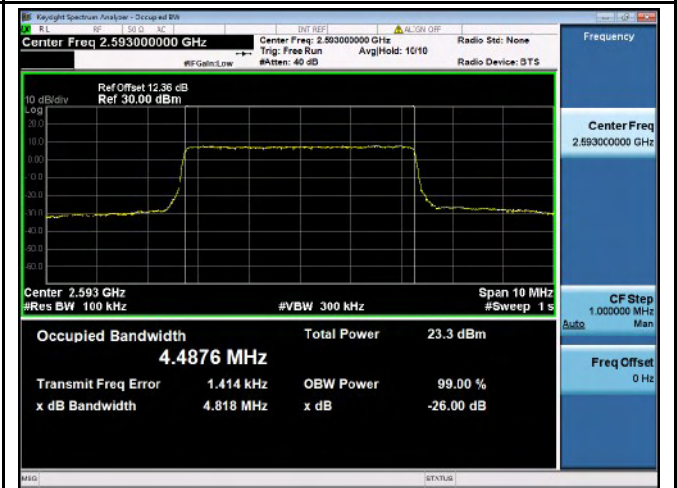 Keysight Spectrum Analyzer - Occupied BW
RL RF 50 Ω AC INT REF ALIGN OFF
Center Freq 2.593000000 GHz
Center Freq: 2.593000000 GHz
Radio Std: None
Trig: Free Run Avg|Hold: 10/10
#IFGain:Low #Atten: 40 dB Radio Device: BTS
Frequency
Ref Offset 12.36 dB
10 dB/div Ref 30.00 dBm
Log
20.0
10.0
0.00
-10.0
-20.0
-30.0
-40.0
-50.0
-60.0
Center 2.593 GHz Span 10 MHz
#Res BW 100 kHz #VBW 300 kHz #Sweep 1 s
Occupied Bandwidth Total Power 23.3 dBm
4.4876 MHz
Transmit Freq Error 1.414 kHz OBW Power 99.00 %
x dB Bandwidth 4.818 MHz x dB -26.00 dB
Center Freq
2.593000000 GHz
CF Step
1.000000 MHz
Auto Man
Freq Offset
0 Hz
MSG STATUS